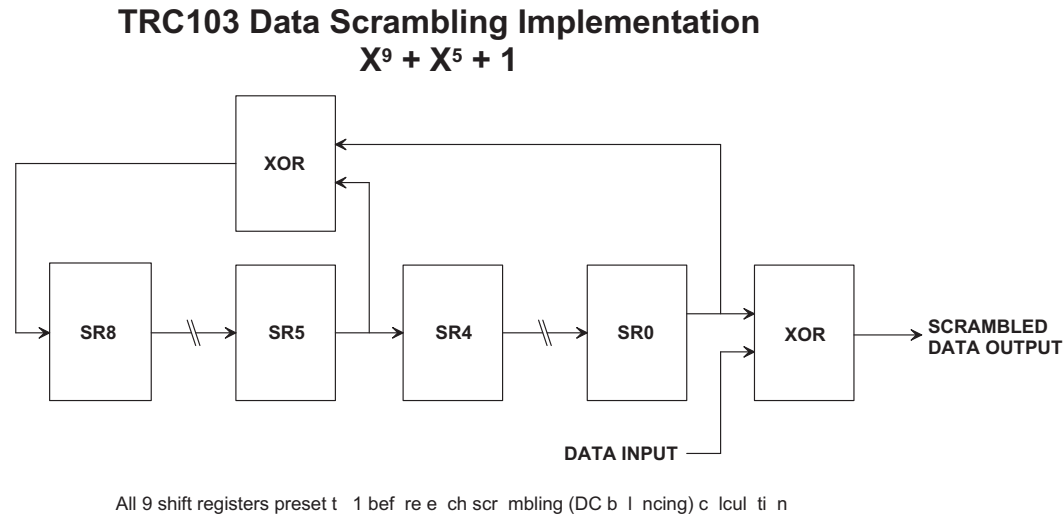 TRC103 Data Scrambling Implementation
X⁹ + X⁵ + 1
XOR
SR8
SR5
SR4
SR0
XOR
SCRAMBLED
DATA OUTPUT
DATA INPUT
All 9 shift registers preset t 1 bef re e ch scr mbling (DC b l ncing) c lcul ti n